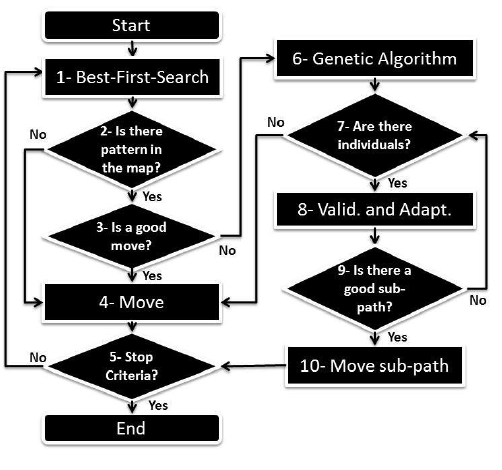 Start
1- Best-First-Search
No
2- Is there
pattern in
the map?
Yes
3- Is a good
move?
No
Yes
4- Move
No
5- Stop
Criteria?
Yes
End
6- Genetic Algorithm
No
7- Are there
individuals?
Yes
8- Valid. and Adapt.
9- Is there a
good sub-
path?
No
Yes
10- Move sub-path